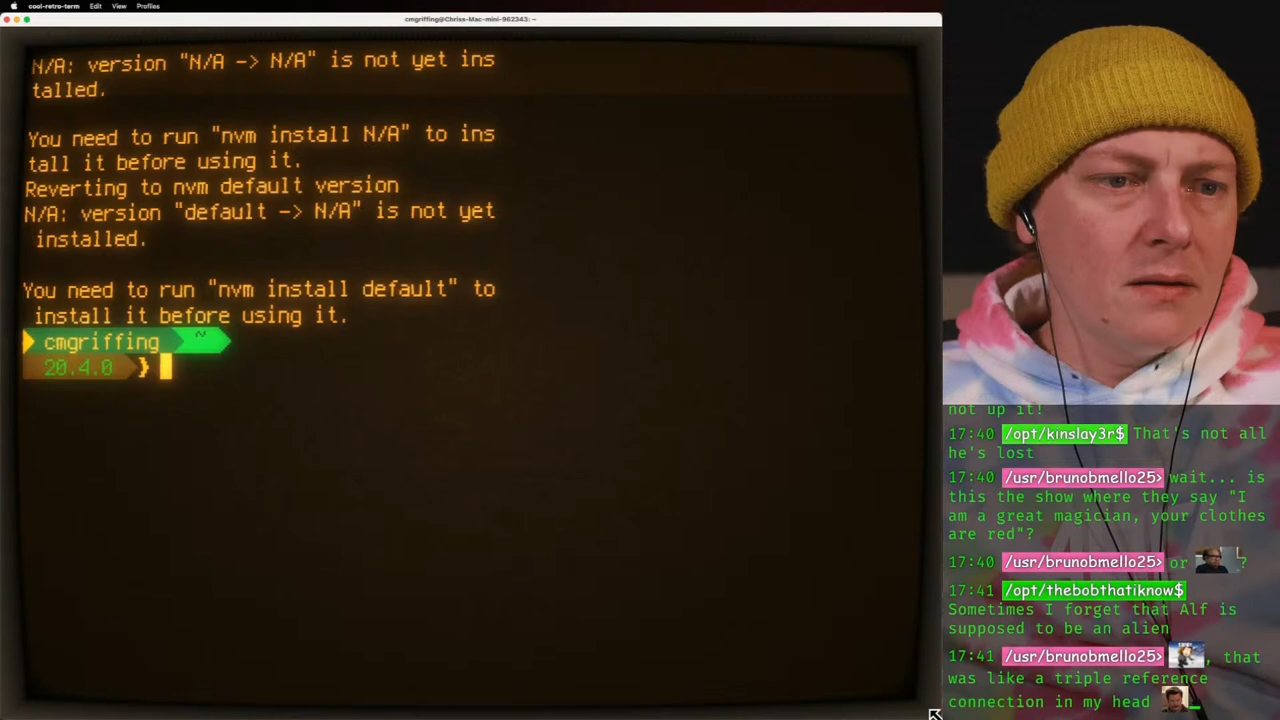 cool-retro-term Edit View Profiles
cmgriffing@Chriss-Mac-mini-962343: ~
N/A: version "N/A -> N/A" is not yet ins
talled.
You need to run "nvm install N/A" to ins
tall it before using it.
Reverting to nvm default version
N/A: version "default -> N/A" is not yet
installed.
You need to run "nvm install default" to
install it before using it.
cmgriffing ~
20.4.0 }
not up it!
17:40 /opt/kinslay3r$ That's not all
he's lost
17:40 /usr/brunobmello25> wait... is
this the show where they say "I
am a great magician, your clothes
are red"?
17:40 /usr/brunobmello25> or ?
17:41 /opt/thebobthatiknow$
Sometimes I forget that Alf is
supposed to be an alien
17:41 /usr/brunobmello25> , that
was like a triple reference
connection in my head